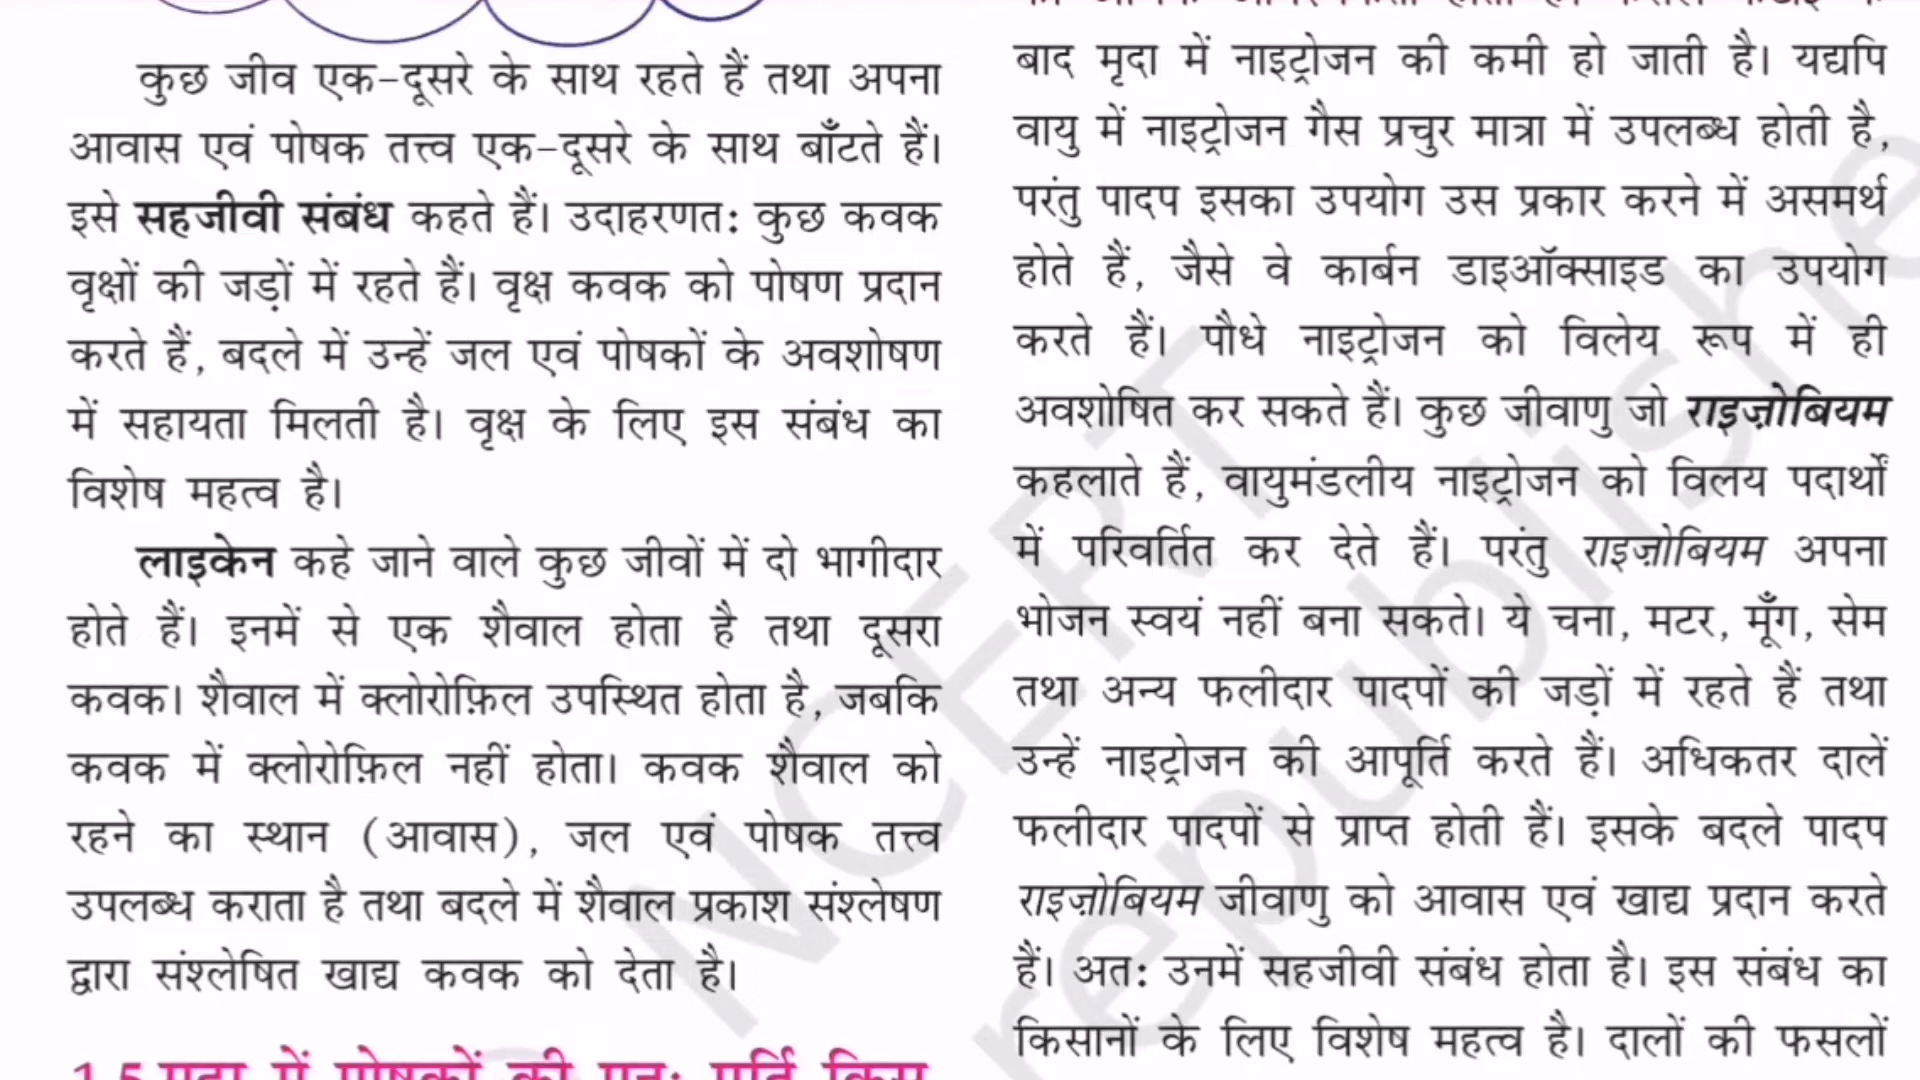 कुछ जीव एक-दूसरे के साथ रहते हैं तथा अपना
आवास एवं पोषक तत्त्व एक-दूसरे के साथ बाँटते हैं।
इसे सहजीवी संबंध कहते हैं। उदाहरणतः कुछ कवक
वृक्षों की जड़ों में रहते हैं। वृक्ष कवक को पोषण प्रदान
करते हैं, बदले में उन्हें जल एवं पोषकों के अवशोषण
में सहायता मिलती है। वृक्ष के लिए इस संबंध का
विशेष महत्व है।
लाइकेन कहे जाने वाले कुछ जीवों में दो भागीदार
होते हैं। इनमें से एक शैवाल होता है तथा दूसरा
कवक। शैवाल में क्लोरोफ़िल उपस्थित होता है, जबकि
कवक में क्लोरोफ़िल नहीं होता। कवक शैवाल को
रहने का स्थान (आवास), जल एवं पोषक तत्त्व
उपलब्ध कराता है तथा बदले में शैवाल प्रकाश संश्लेषण
द्वारा संश्लेषित खाद्य कवक को देता है।
1.5 मृदा में पोषकों की पुनः पूर्ति किस
बाद मृदा में नाइट्रोजन की कमी हो जाती है। यद्यपि
वायु में नाइट्रोजन गैस प्रचुर मात्रा में उपलब्ध होती है,
परंतु पादप इसका उपयोग उस प्रकार करने में असमर्थ
होते हैं, जैसे वे कार्बन डाइऑक्साइड का उपयोग
करते हैं। पौधे नाइट्रोजन को विलेय रूप में ही
अवशोषित कर सकते हैं। कुछ जीवाणु जो राइज़ोबियम
कहलाते हैं, वायुमंडलीय नाइट्रोजन को विलय पदार्थों
में परिवर्तित कर देते हैं। परंतु राइज़ोबियम अपना
भोजन स्वयं नहीं बना सकते। ये चना, मटर, मूँग, सेम
तथा अन्य फलीदार पादपों की जड़ों में रहते हैं तथा
उन्हें नाइट्रोजन की आपूर्ति करते हैं। अधिकतर दालें
फलीदार पादपों से प्राप्त होती हैं। इसके बदले पादप
राइज़ोबियम जीवाणु को आवास एवं खाद्य प्रदान करते
हैं। अतः उनमें सहजीवी संबंध होता है। इस संबंध का
किसानों के लिए विशेष महत्व है। दालों की फसलों
NCERT
republishe